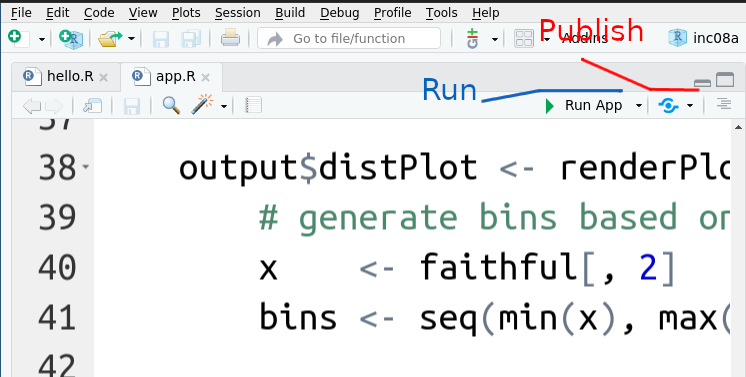 File Edit Code View Plots Session Build Debug Profile Tools Help
Go to file/function Addins inc08a
Publish
hello.R app.R
Run
Run App
37
38 output$distPlot <- renderPlo
39 # generate bins based on
40 x <- faithful[, 2]
41 bins <- seq(min(x), max(
42